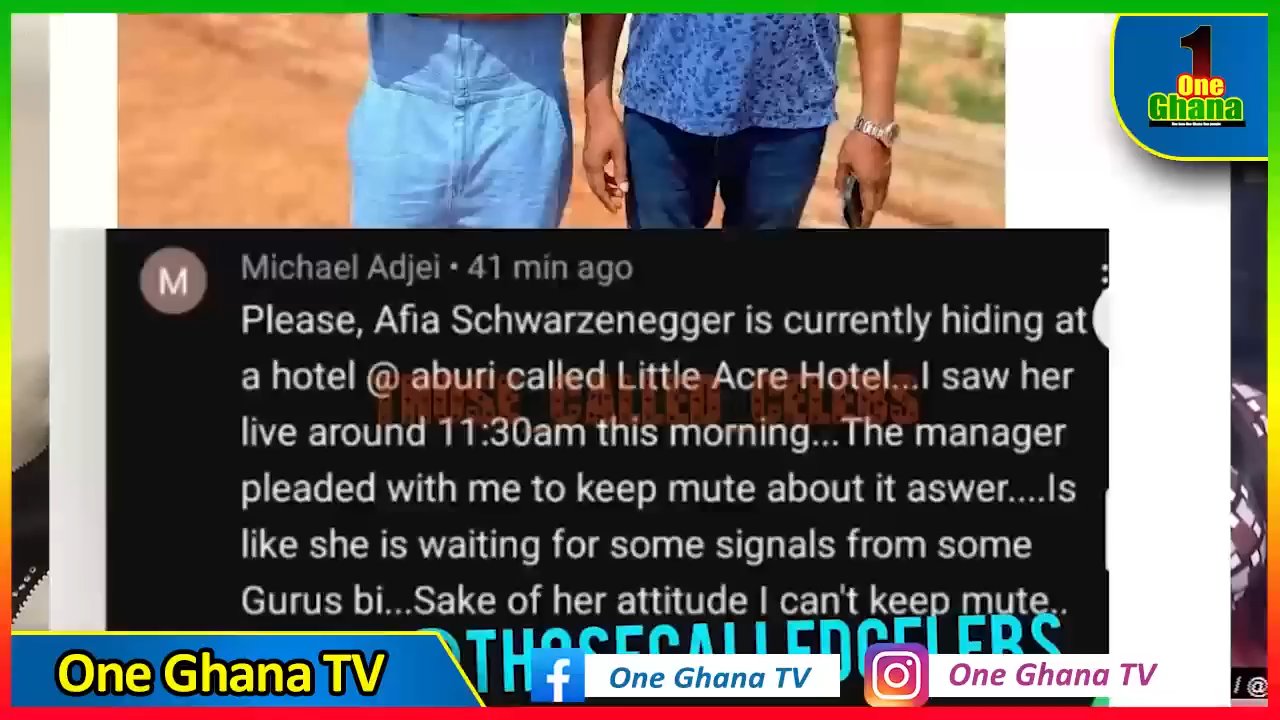 1
One
Ghana
M
Michael Adjei • 41 min ago
Please, Afia Schwarzenegger is currently hiding at
a hotel @ aburi called Little Acre Hotel...I saw her
THOSE_CALLED_CELEBS
live around 11:30am this morning...The manager
pleaded with me to keep mute about it aswer....Is
like she is waiting for some signals from some
Gurus bi...Sake of her attitude I can't keep mute..
@THOSECALLEDCELEBS
One Ghana TV
One Ghana TV
One Ghana TV
/ @